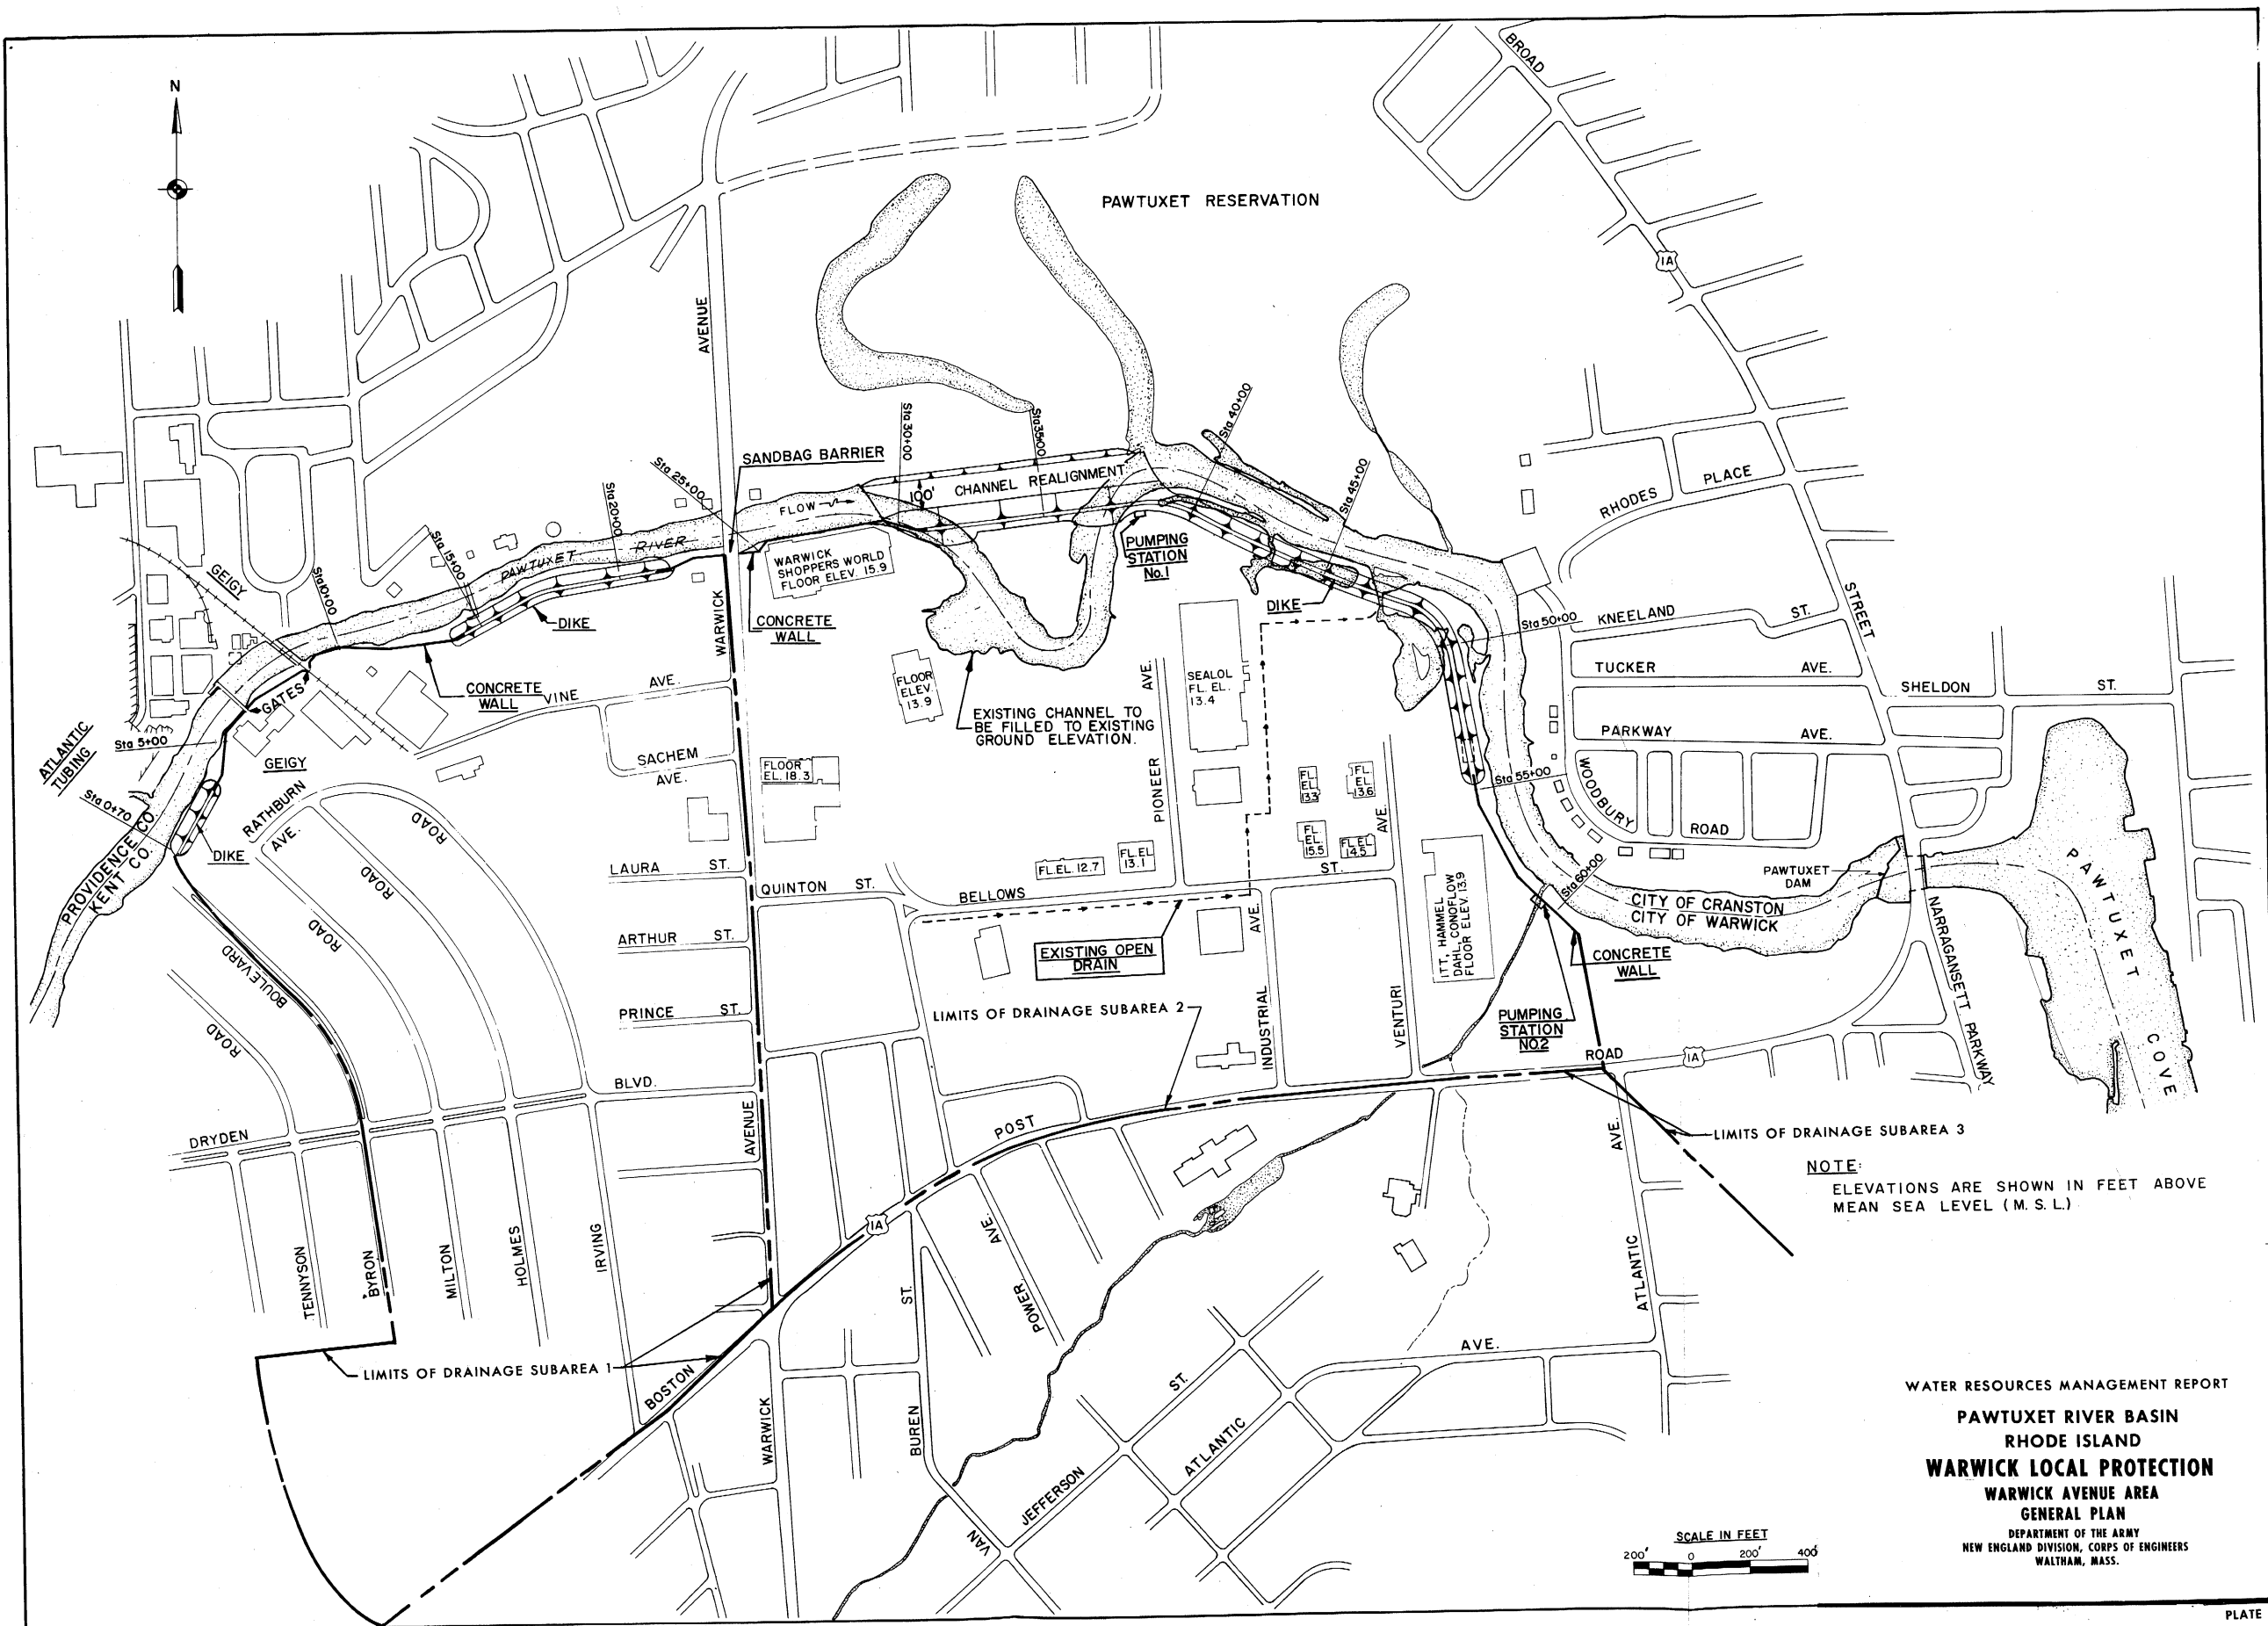 N
BROAD
PAWTUXET RESERVATION
1A
AVENUE
SANDBAG BARRIER
Sta 25+00
Sta 30+00
Sta 35+00
Sta 40+00
Sta 45+00
100'
CHANNEL REALIGNMENT
FLOW
Sta 20+00
Sta 15+00
Sta 10+00
PAWTUXET RIVER
GEIGY
WARWICK
SHOPPERS WORLD
FLOOR ELEV. 15.9
PUMPING
STATION
No.1
RHODES PLACE
DIKE
CONCRETE
WALL
WARWICK
DIKE
Sta 50+00
KNEELAND ST.
STREET
TUCKER AVE.
SHELDON ST.
PARKWAY AVE.
GATES
CONCRETE
WALL
VINE AVE.
FLOOR
ELEV.
13.9
EXISTING CHANNEL TO
BE FILLED TO EXISTING
GROUND ELEVATION.
AVE.
PIONEER
SEALOL
FL. EL.
13.4
ATLANTIC
TUBING
Sta 5+00
GEIGY
SACHEM
AVE.
FLOOR
EL. 18.3
FL.
EL.
13.3
FL.
EL.
13.6
Sta 55+00
WOODBURY
ROAD
Sta 0+70
DIKE
RATHBURN
AVE.
ROAD
ROAD
ROAD
PROVIDENCE CO.
KENT CO.
FL.
EL.
15.5
FL. EL.
14.5
AVE.
LAURA ST.
QUINTON ST.
FL. EL. 12.7
FL. EL.
13.1
BELLOWS ST.
Sta 60+00
PAWTUXET
DAM
CITY OF CRANSTON
CITY OF WARWICK
PAWTUXET COVE
ARTHUR ST.
EXISTING OPEN
DRAIN
AVE.
ITT, HAMMEL
DAHL, CONOFLOW
FLOOR ELEV. 13.9
CONCRETE
WALL
NARRAGANSETT PARKWAY
BOULEVARD
ROAD
PRINCE ST.
LIMITS OF DRAINAGE SUBAREA 2
INDUSTRIAL
VENTURI
PUMPING
STATION
NO.2
ROAD
1A
BLVD.
DRYDEN
AVENUE
POST
AVE.
LIMITS OF DRAINAGE SUBAREA 3
NOTE:
ELEVATIONS ARE SHOWN IN FEET ABOVE
MEAN SEA LEVEL (M. S. L.)
1A
TENNYSON
BYRON
MILTON
HOLMES
IRVING
ST.
AVE.
POWER
ATLANTIC
AVE.
LIMITS OF DRAINAGE SUBAREA 1
BOSTON
WARWICK
BUREN
ST.
ATLANTIC
JEFFERSON
VAN
WATER RESOURCES MANAGEMENT REPORT
PAWTUXET RIVER BASIN
RHODE ISLAND
WARWICK LOCAL PROTECTION
WARWICK AVENUE AREA
GENERAL PLAN
DEPARTMENT OF THE ARMY
NEW ENGLAND DIVISION, CORPS OF ENGINEERS
WALTHAM, MASS.
SCALE IN FEET
200' 0 200' 400'
PLATE